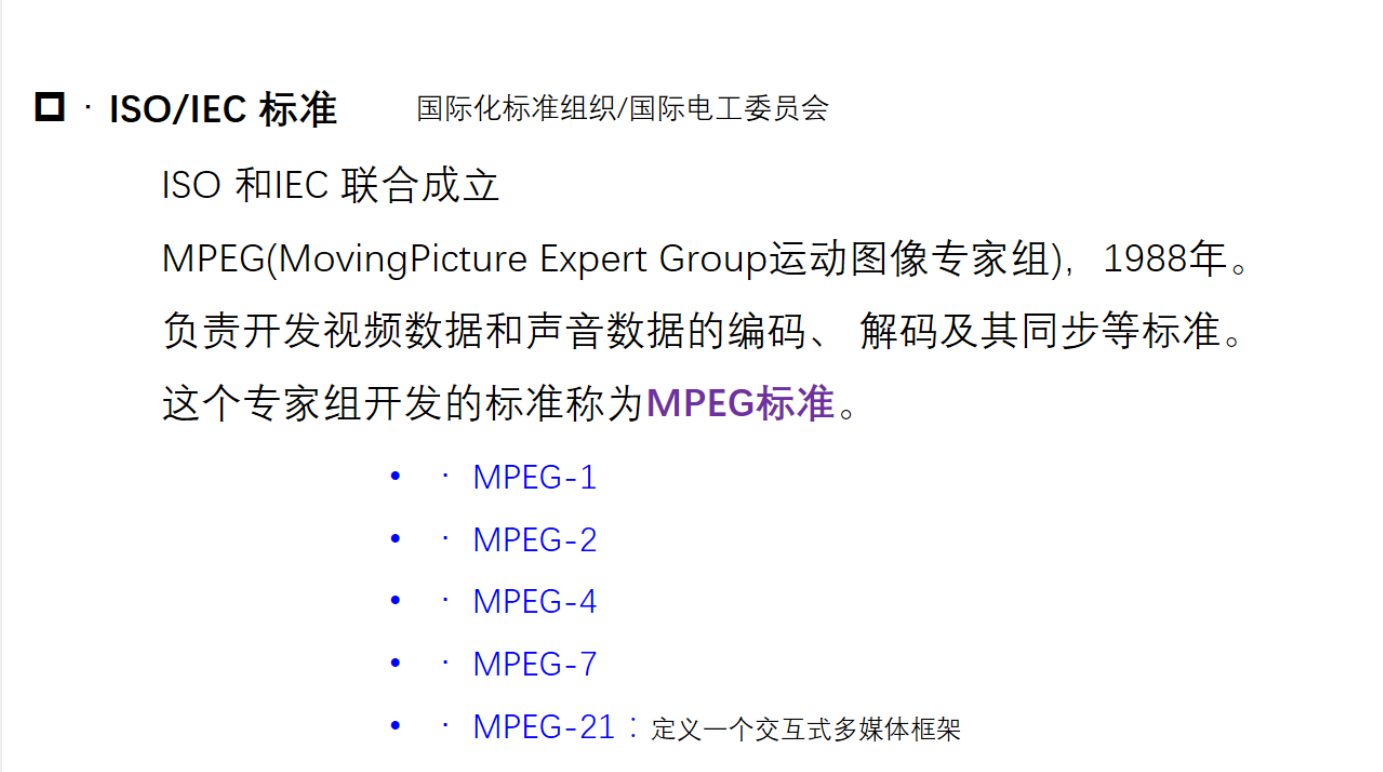 · ISO/IEC 标准 国际化标准组织/国际电工委员会
ISO 和IEC 联合成立
MPEG(MovingPicture Expert Group运动图像专家组)，1988年。
负责开发视频数据和声音数据的编码、 解码及其同步等标准。
这个专家组开发的标准称为MPEG标准。
• · MPEG-1
• · MPEG-2
• · MPEG-4
• · MPEG-7
• · MPEG-21：定义一个交互式多媒体框架